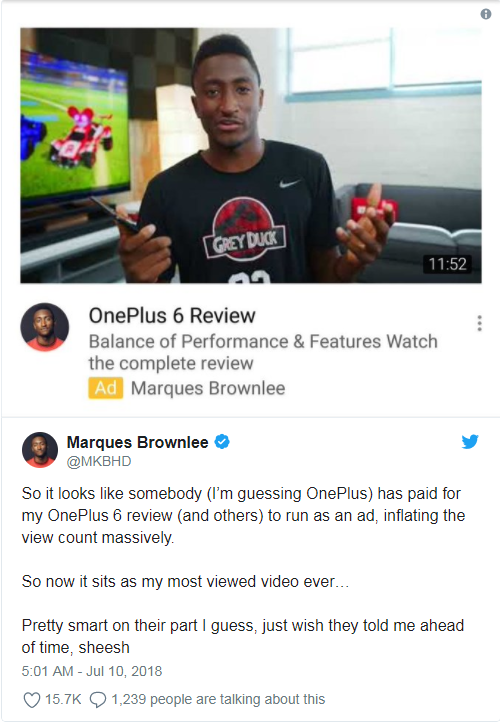 GREY DUCK
11:52
OnePlus 6 Review
Balance of Performance & Features Watch
the complete review
Ad Marques Brownlee
Marques Brownlee
@MKBHD
So it looks like somebody (I'm guessing OnePlus) has paid for
my OnePlus 6 review (and others) to run as an ad, inflating the
view count massively.
So now it sits as my most viewed video ever…
Pretty smart on their part I guess, just wish they told me ahead
of time, sheesh
5:01 AM - Jul 10, 2018
15.7K 1,239 people are talking about this